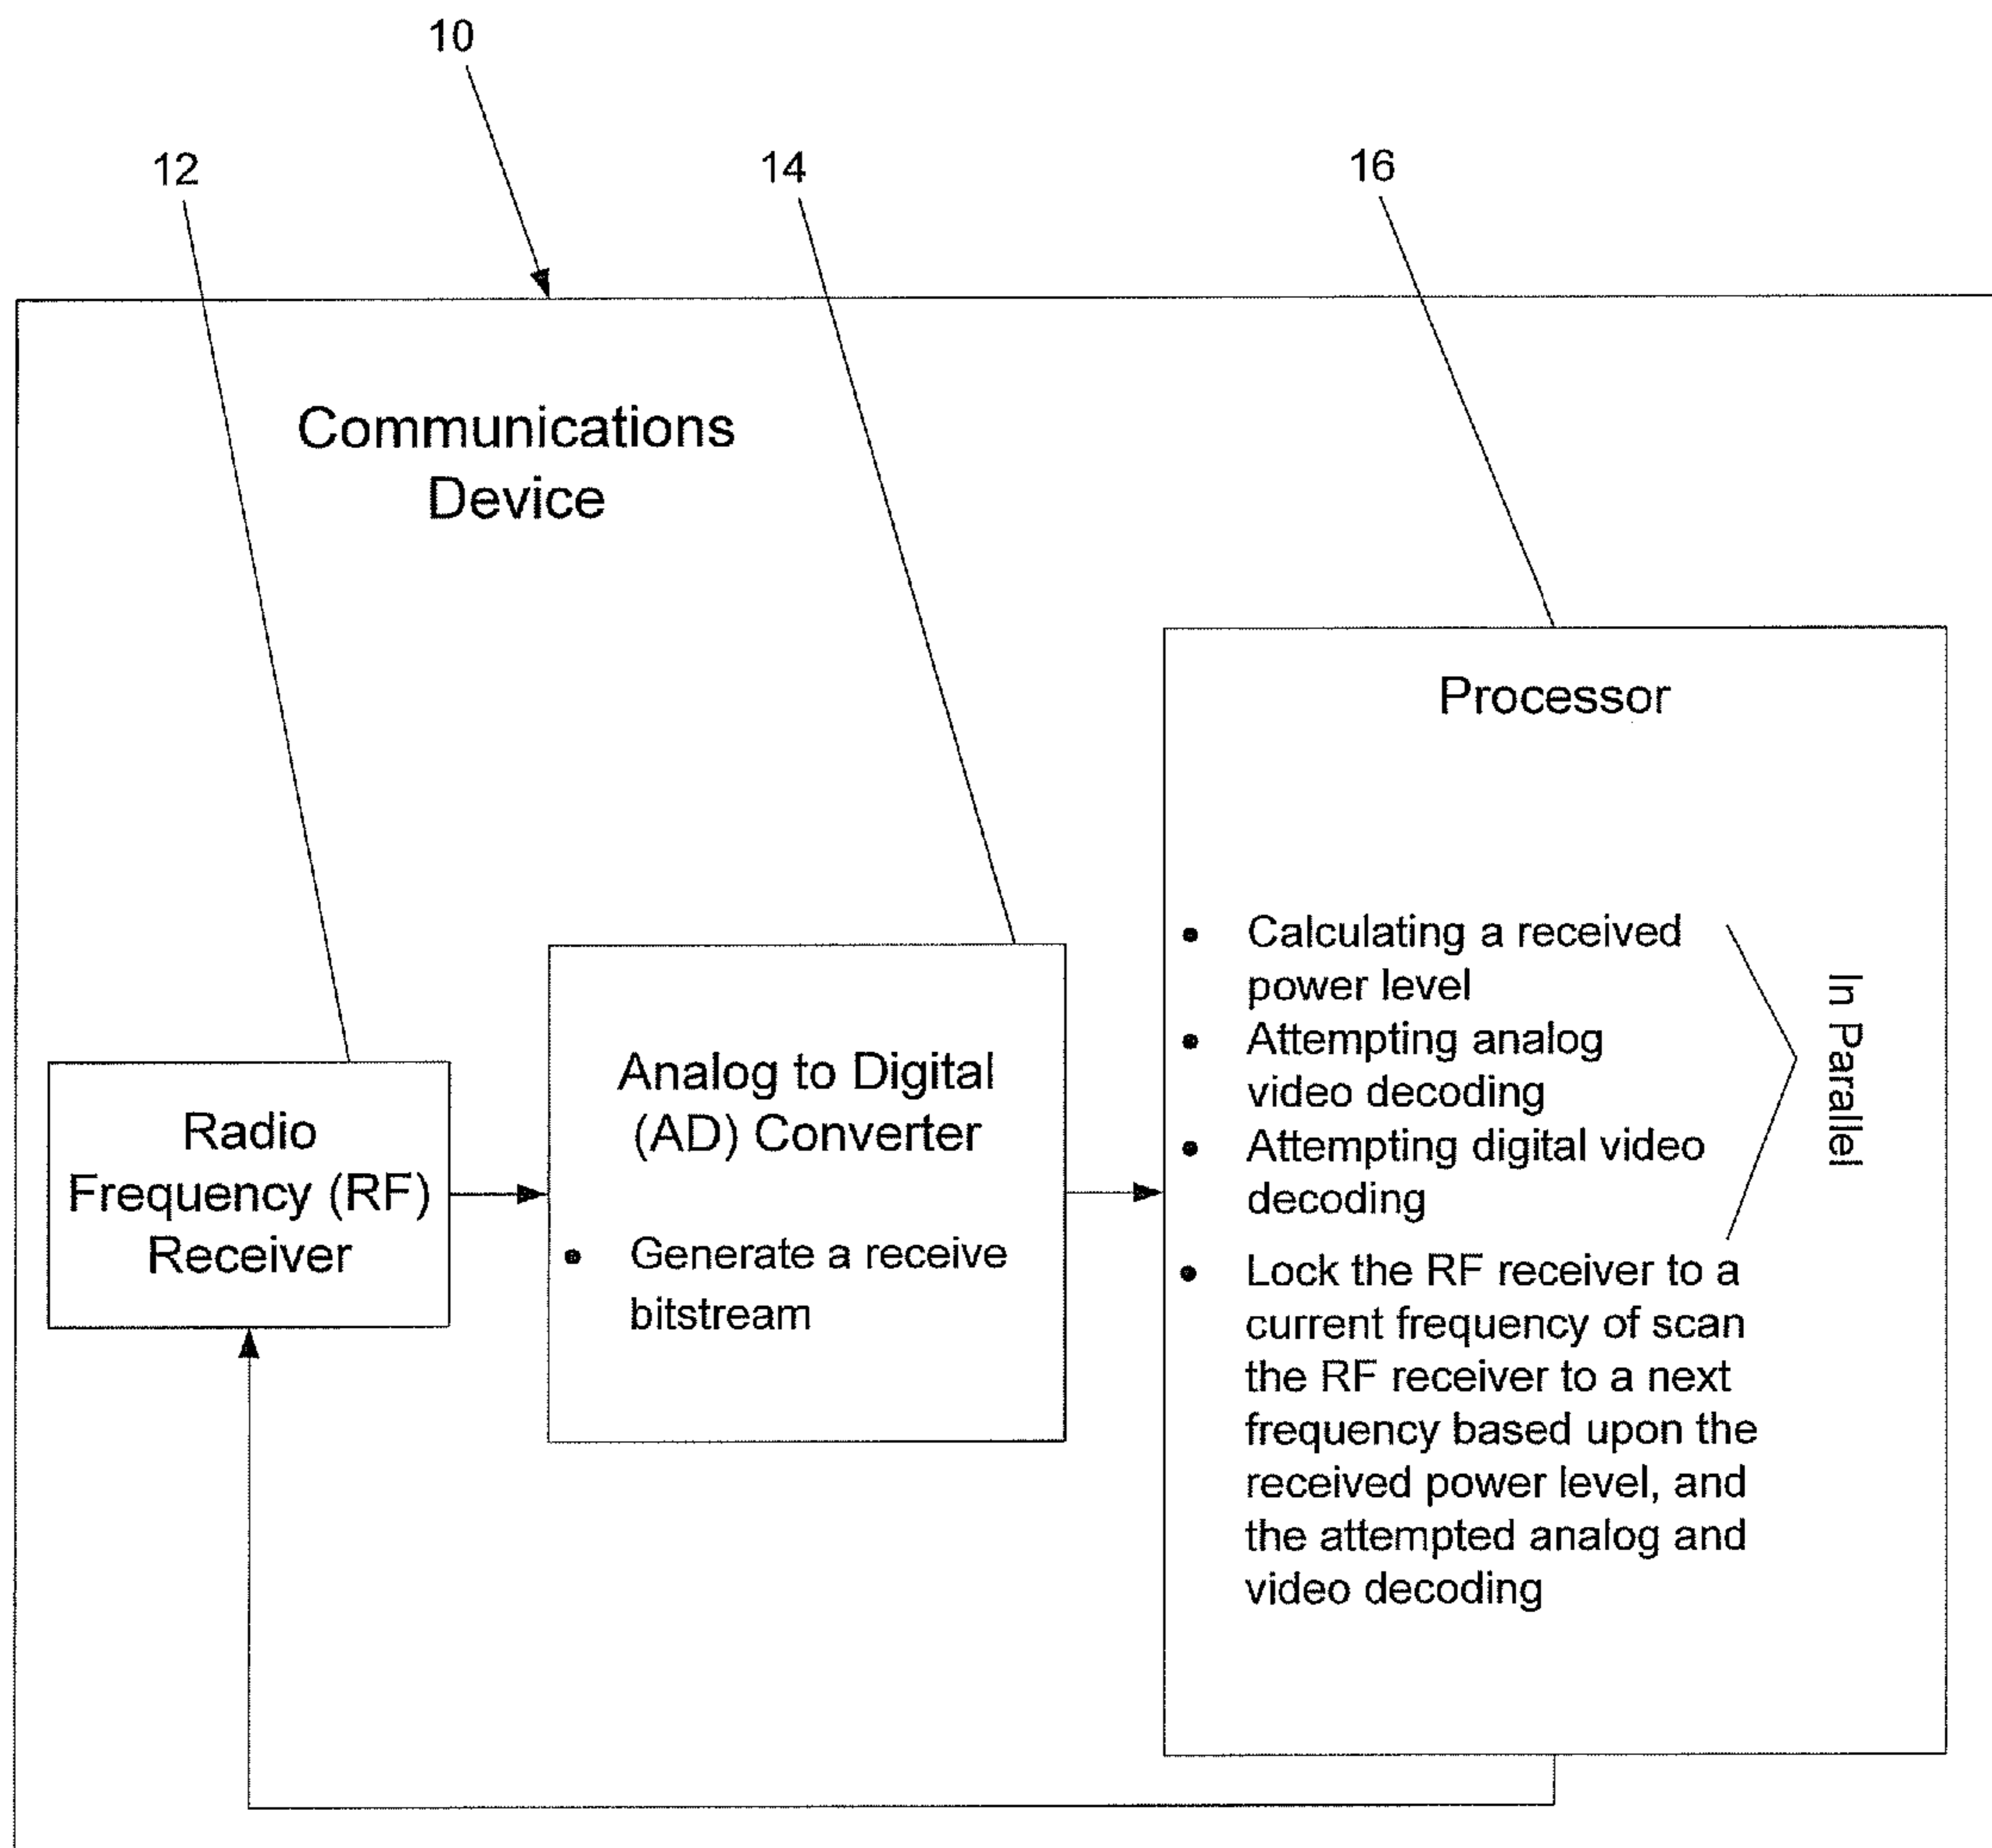 10
12
14
16
Communications
Device
Processor
• Calculating a received
power level
• Attempting analog
video decoding
• Attempting digital video
decoding
In Parallel
• Lock the RF receiver to a
current frequency of scan
the RF receiver to a next
frequency based upon the
received power level, and
the attempted analog and
video decoding
Analog to Digital
(AD) Converter
• Generate a receive
bitstream
Radio
Frequency (RF)
Receiver